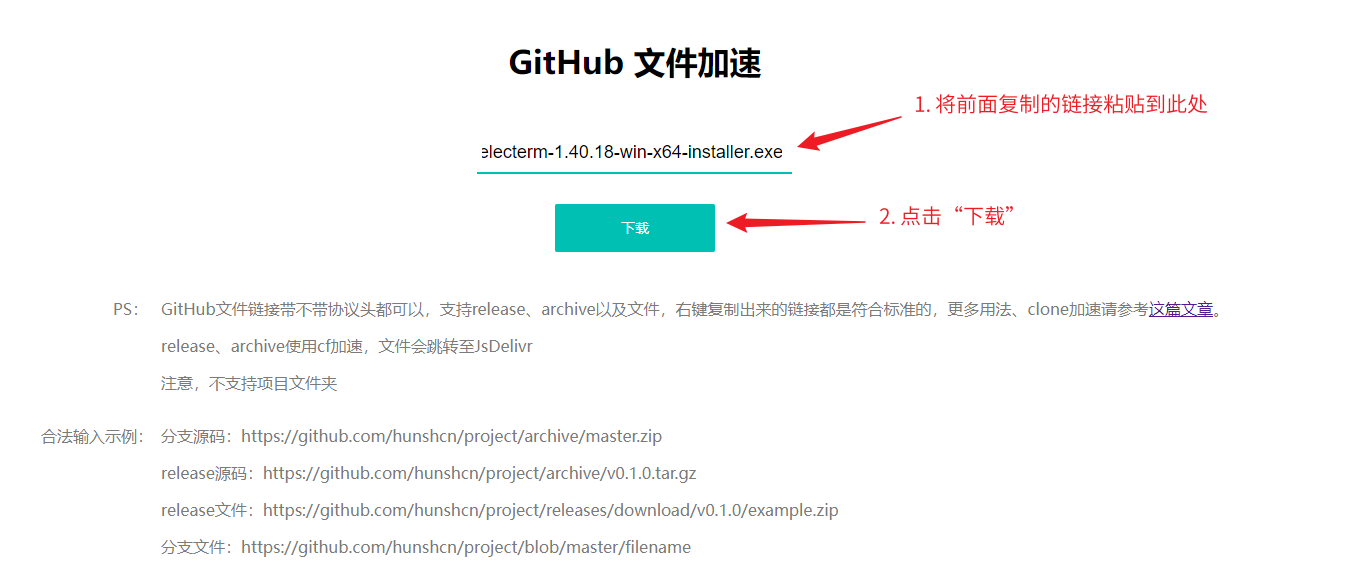 GitHub 文件加速
1. 将前面复制的链接粘贴到此处
electerm-1.40.18-win-x64-installer.exe
下载
2. 点击“下载”
PS： GitHub文件链接带不带协议头都可以，支持release、archive以及文件，右键复制出来的链接都是符合标准的，更多用法、clone加速请参考这篇文章。
release、archive使用cf加速，文件会跳转至JsDelivr
注意，不支持项目文件夹
合法输入示例： 分支源码：https://github.com/hunshcn/project/archive/master.zip
release源码：https://github.com/hunshcn/project/archive/v0.1.0.tar.gz
release文件：https://github.com/hunshcn/project/releases/download/v0.1.0/example.zip
分支文件：https://github.com/hunshcn/project/blob/master/filename